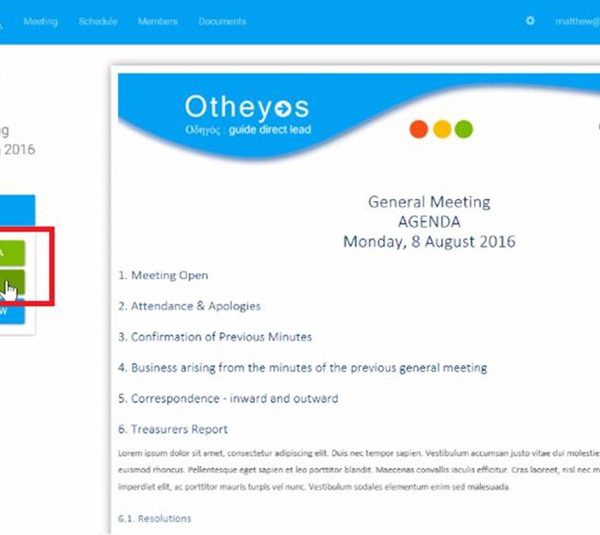 Meeting Schedule Members Documents matthew@
g
2016
A
W
Otheyos
Οδηγός : guide direct lead
General Meeting
AGENDA
Monday, 8 August 2016
1. Meeting Open
2. Attendance & Apologies
3. Confirmation of Previous Minutes
4. Business arising from the minutes of the previous general meeting
5. Correspondence - inward and outward
6. Treasurers Report
Lorem ipsum dolor sit amet, consectetur adipiscing elit. Duis nec tempor sapien. Vestibulum accumsan justo vitae dui molestie
euismod rhoncus. Pellentesque eget sapien et leo porttitor blandit. Maecenas convallis iaculis efficitur. Cras laoreet, nisl nec m
imperdiet elit, ac porttitor mauris turpis vel nunc. Vestibulum sodales elementum enim sed malesuada.
6.1. Resolutions